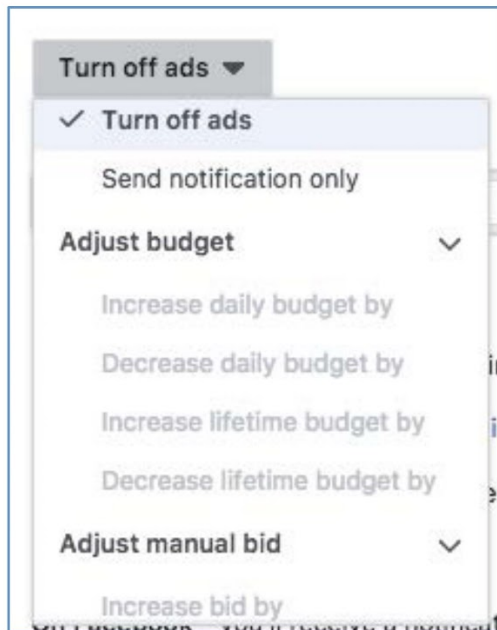 Turn off ads
Turn off ads
Send notification only
Adjust budget
Increase daily budget by
Decrease daily budget by
Increase lifetime budget by
Decrease lifetime budget by
Adjust manual bid
Increase bid by